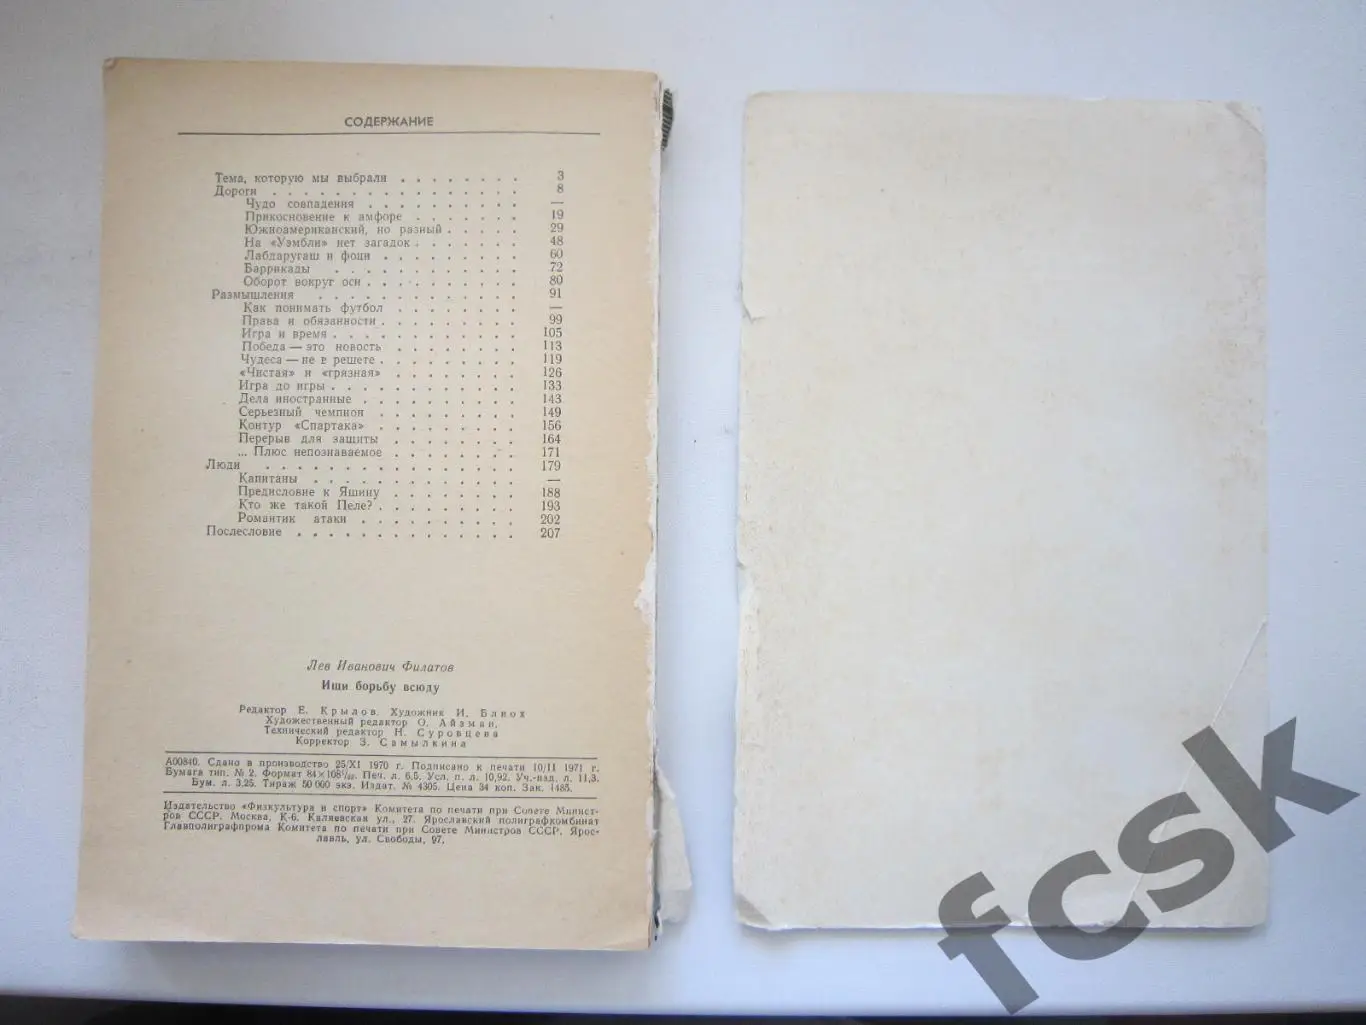 СОДЕРЖАНИЕ
Тема, которую мы выбрали . . . . . . . . 3
Дороги . . . . . . . . . . . . . . . 8
Чудо совпадения . . . . . . . . . . —
Прикосновение к амфоре . . . . . . . 19
Южноамериканский, но разный . . . . . 29
На «Уэмбли» нет загадок . . . . . . . 48
Лабдаругаш и фоци . . . . . . . . . 60
Баррикады . . . . . . . . . . . . 72
Оборот вокруг оси . . . . . . . . . . 80
Размышления . . . . . . . . . . . . 91
Как понимать футбол . . . . . . . . —
Права и обязанности . . . . . . . . . 99
Игра и время . . . . . . . . . . . 105
Победа — это новость . . . . . . . . 113
Чудеса — не в решете . . . . . . . . . 119
«Чистая» и «грязная» . . . . . . . . 126
Игра до игры . . . . . . . . . . . 133
Дела иностранные . . . . . . . . . 143
Серьезный чемпион . . . . . . . . . 149
Контур «Спартака» . . . . . . . . . 156
Перерыв для защиты . . . . . . . . 164
... Плюс непознаваемое . . . . . . . . 171
Люди . . . . . . . . . . . . . . 179
Капитаны . . . . . . . . . . . . —
Предисловие к Яшину . . . . . . . . 188
Кто же такой Пеле? . . . . . . . . . 193
Романтик атаки . . . . . . . . . . 202
Послесловие . . . . . . . . . . . . . 207
Лев Иванович Филатов
Ищи борьбу всюду
Редактор Е. Крылов. Художник И. Блиох
Художественный редактор О. Айзман.
Технический редактор Н. Суровцева
Корректор З. Самылкина
А00840. Сдано в производство 25/XI 1970 г. Подписано к печати 10/II 1971 г.
Бумага тип. № 2. Формат 84×108¹/₃₂. Печ. л. 6,5. Усл. п. л. 10,92. Уч.-изд. л. 11,3.
Бум. л. 3,25. Тираж 50 000 экз. Издат. № 4305. Цена 34 коп. Зак. 1485.
Издательство «Физкультура и спорт» Комитета по печати при Совете Минист-
ров СССР. Москва, К-6. Каляевская ул., 27. Ярославский полиграфкомбинат
Главполиграфпрома Комитета по печати при Совете Министров СССР. Яро-
славль, ул. Свободы, 97.
fcsk